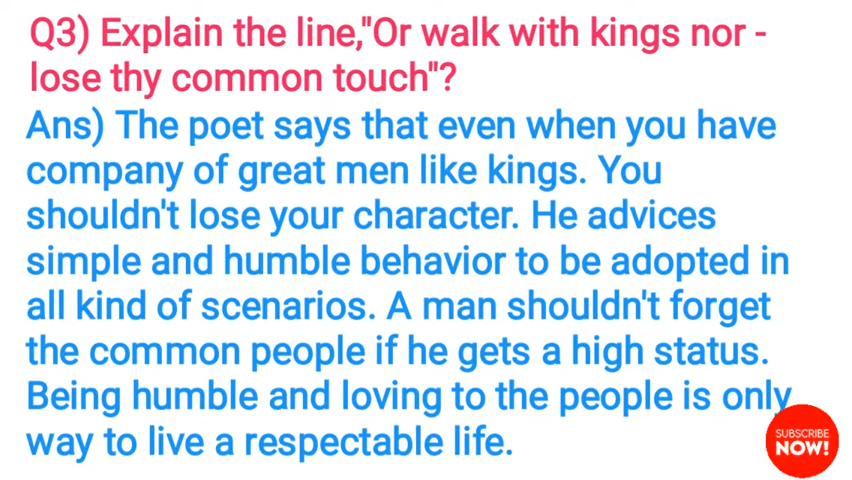 Q3) Explain the line,"Or walk with kings nor -
lose thy common touch"?
Ans) The poet says that even when you have
company of great men like kings. You
shouldn't lose your character. He advices
simple and humble behavior to be adopted in
all kind of scenarios. A man shouldn't forget
the common people if he gets a high status.
Being humble and loving to the people is only
way to live a respectable life.
SUBSCRIBE
NOW!